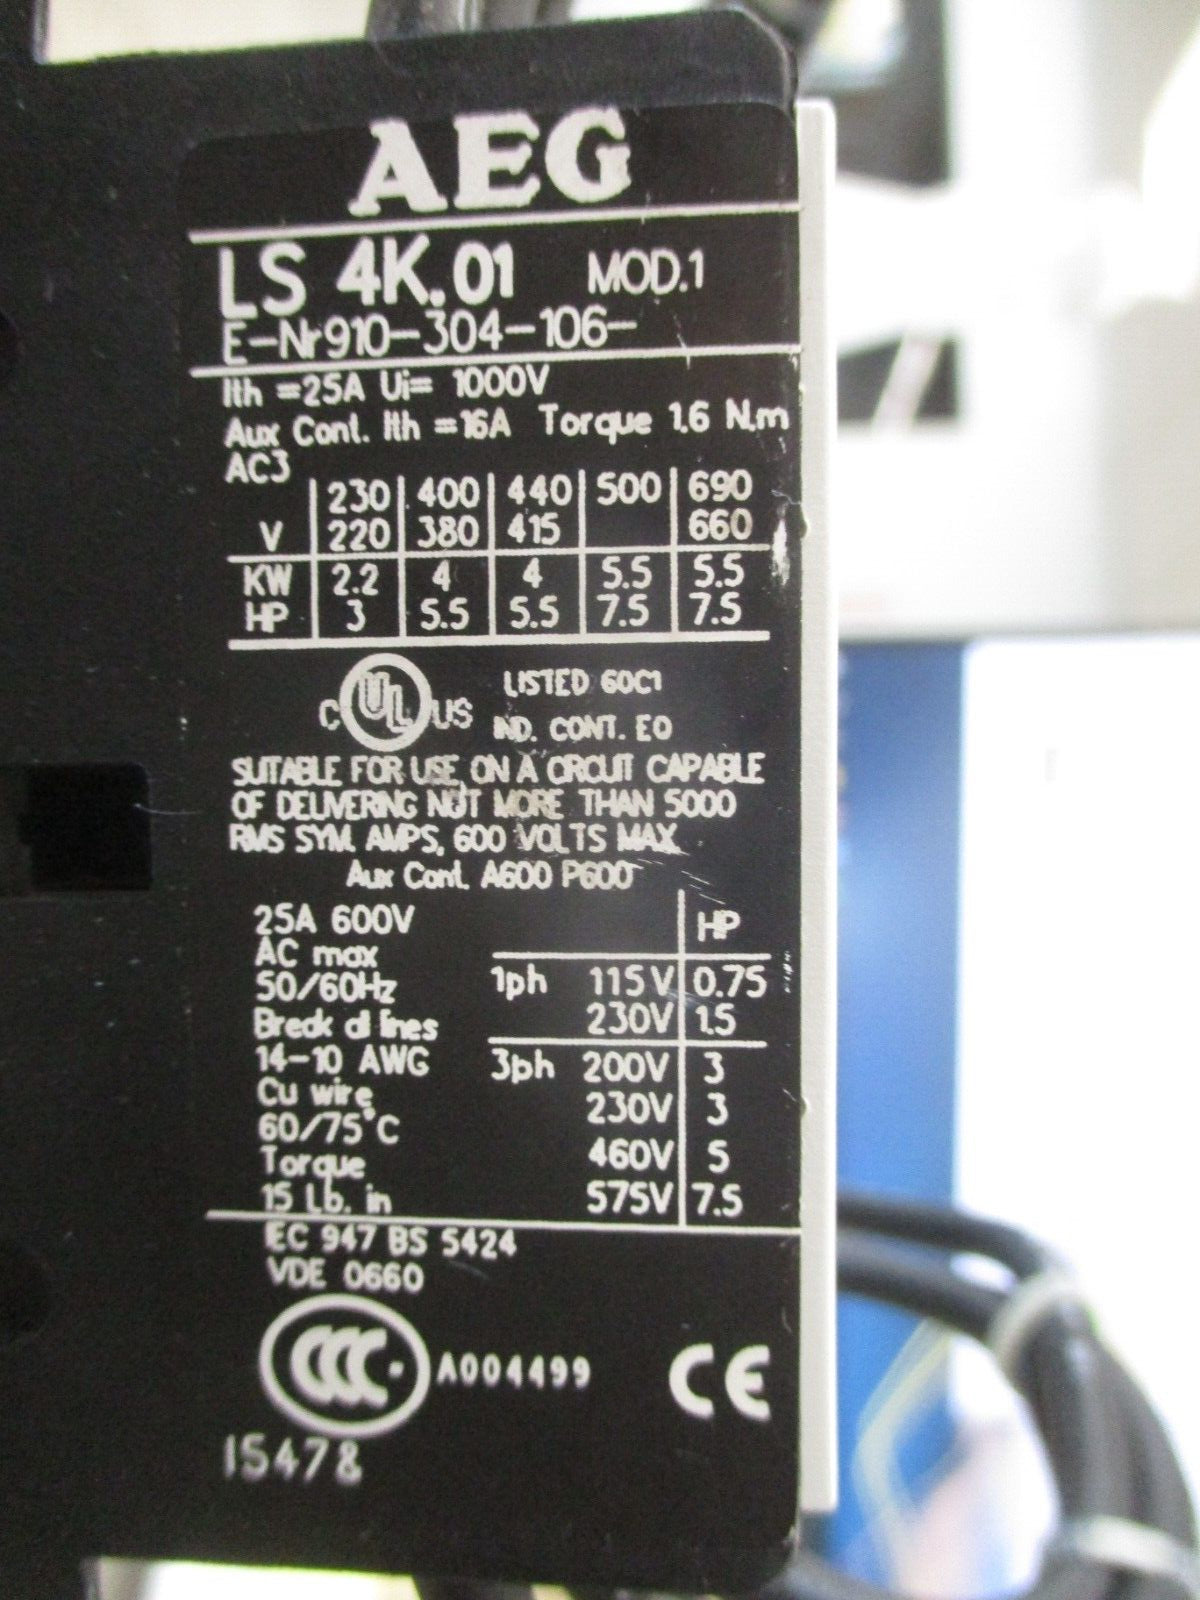 AEG
LS 4K.01 MOD.1
E-Nr910-304-106-
Ith =25A Ui= 1000V
Aux Cont. Ith =16A Torque 1.6 N.m
AC3
230 400 440 500 690
V 220 380 415 660
KW 2.2 4 4 5.5 5.5
HP 3 5.5 5.5 7.5 7.5
C UL US LISTED 60C1
IND. CONT. EQ
SUITABLE FOR USE ON A CIRCUIT CAPABLE
OF DELIVERING NOT MORE THAN 5000
RMS SYM. AMPS, 600 VOLTS MAX.
Aux Cont. A600 P600
25A 600V HP
AC max
50/60Hz 1ph 115V 0.75
Break all lines 230V 1.5
14-10 AWG 3ph 200V 3
Cu wire 230V 3
60/75°C
Torque 460V 5
15 Lb. in 575V 7.5
IEC 947 BS 5424
VDE 0660
CCC A004499 CE
15478